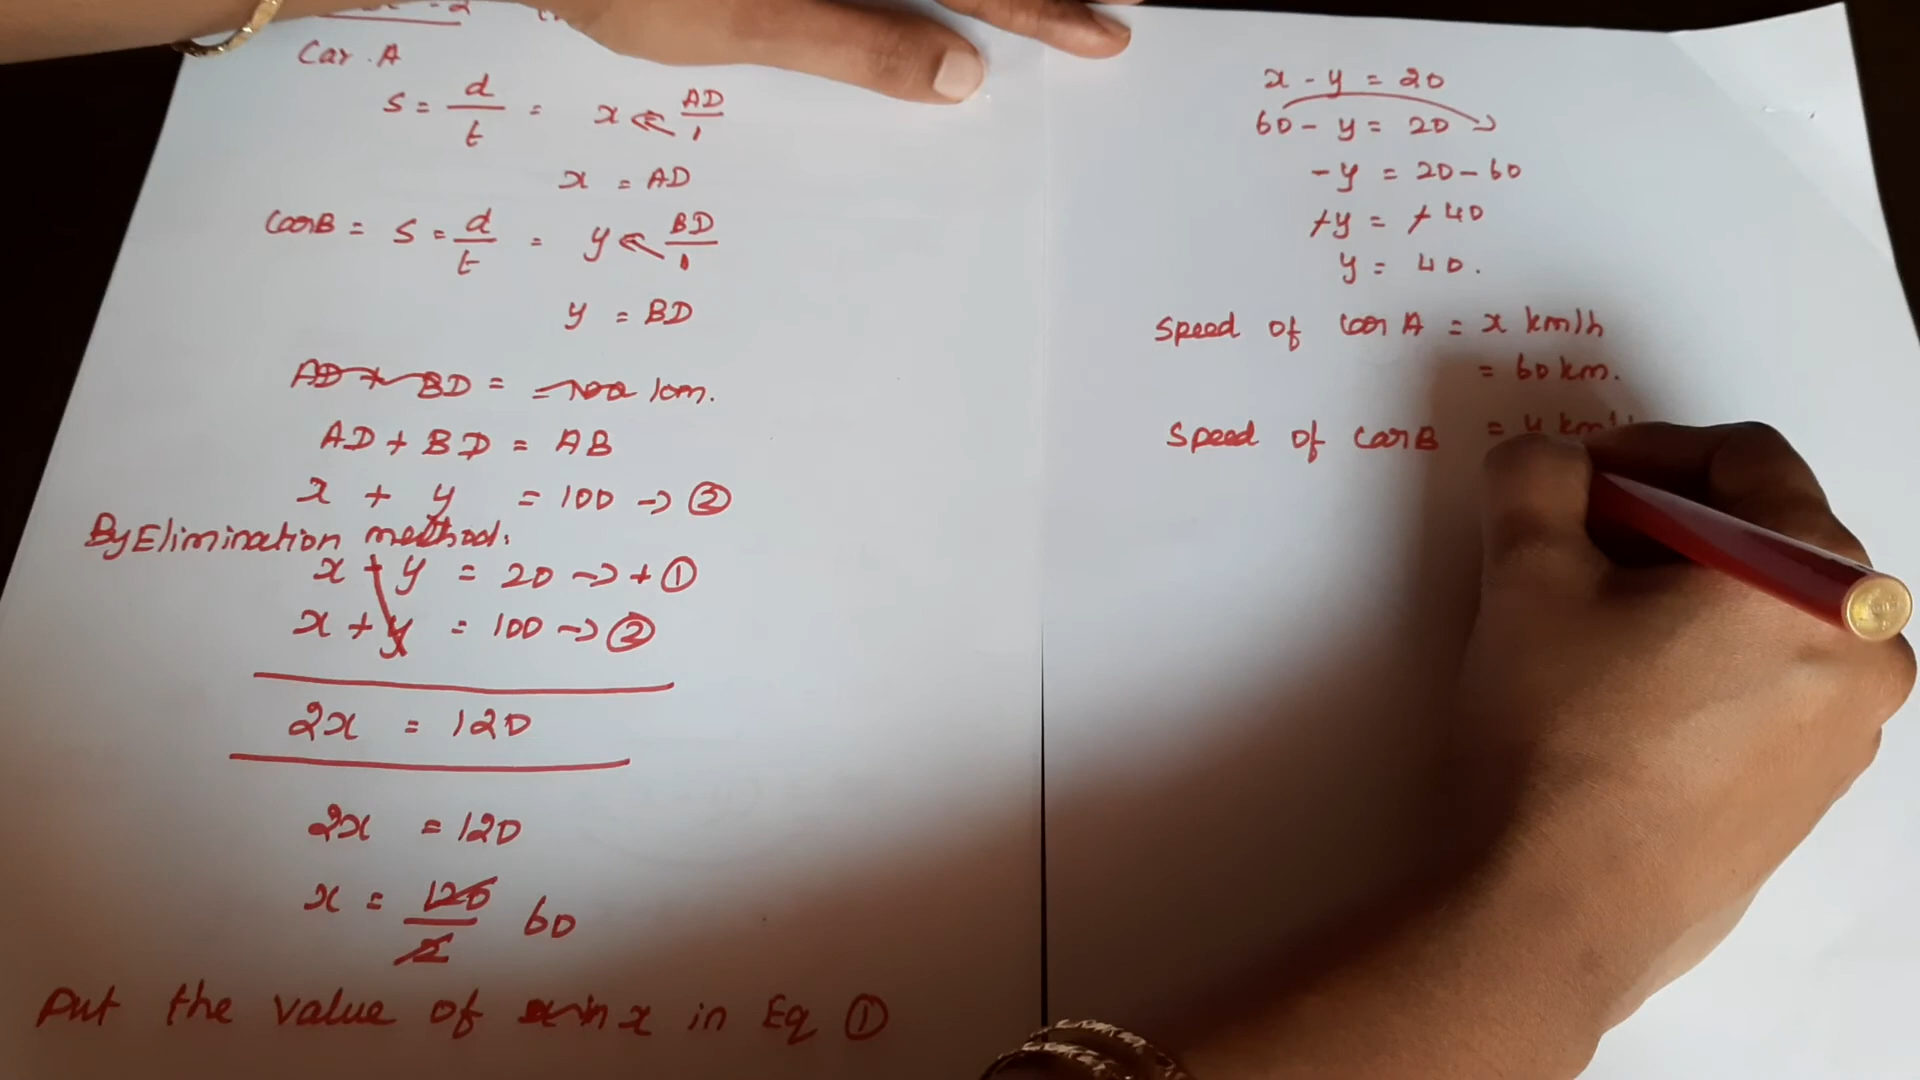 Car.A
S = d/t = x AD/1
x = AD
CarB = S = d/t = y BD/1
y = BD
AD + BD = = 100 km.
AD + BD = AB
x + y = 100 → ②
By Elimination method.
x + y = 20 → + ①
x + y = 100 → ②
2x = 120
2x = 120
x = 120/2 60
Put the value of x in Eq ①
x - y = 20
60 - y = 20
-y = 20 - 60
+y = + 40
y = 40.
Speed of car A = x km/h
= 60 km.
Speed of car B = y km